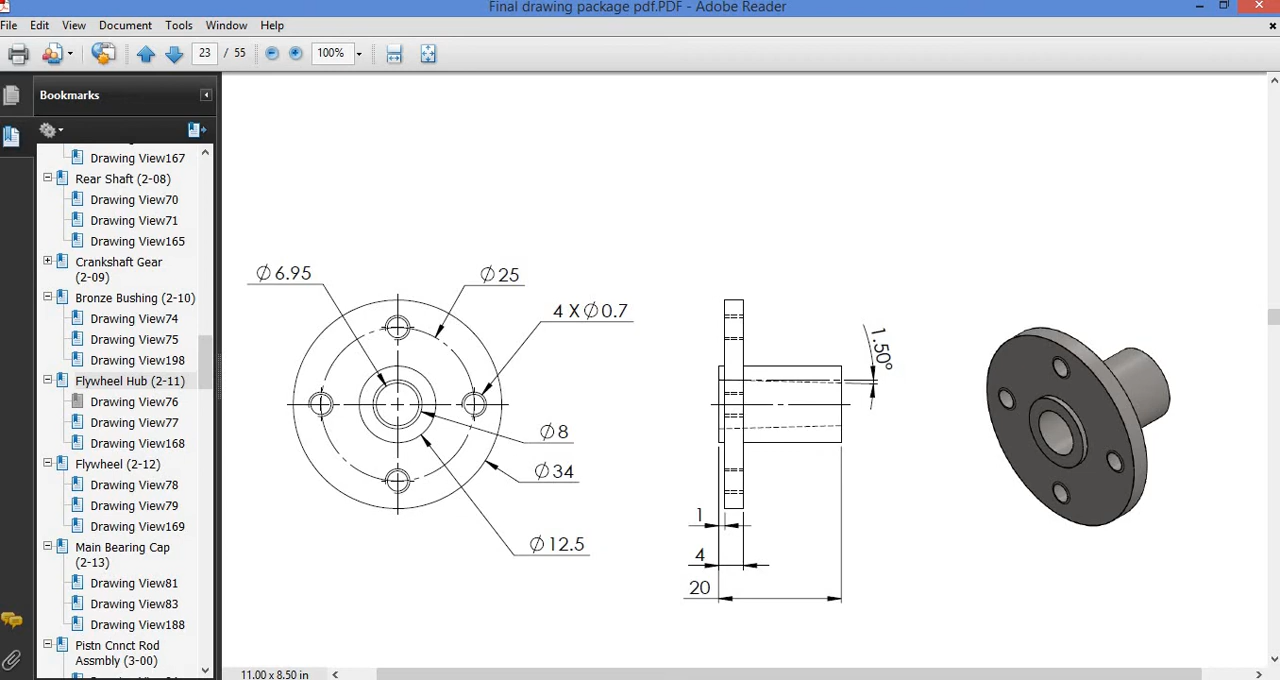 Final drawing package pdf.PDF - Adobe Reader
File Edit View Document Tools Window Help
23 / 55 100%
Bookmarks
Drawing View167
Rear Shaft (2-08)
Drawing View70
Drawing View71
Drawing View165
Crankshaft Gear
(2-09)
Bronze Bushing (2-10)
Drawing View74
Drawing View75
Drawing View198
Flywheel Hub (2-11)
Drawing View76
Drawing View77
Drawing View168
Flywheel (2-12)
Drawing View78
Drawing View79
Drawing View169
Main Bearing Cap
(2-13)
Drawing View81
Drawing View83
Drawing View188
Pistn Cnnct Rod
Assmbly (3-00)
∅6.95
∅25
4 X∅0.7
∅8
∅34
∅12.5
1.50°
1
4
20
11.00 x 8.50 in